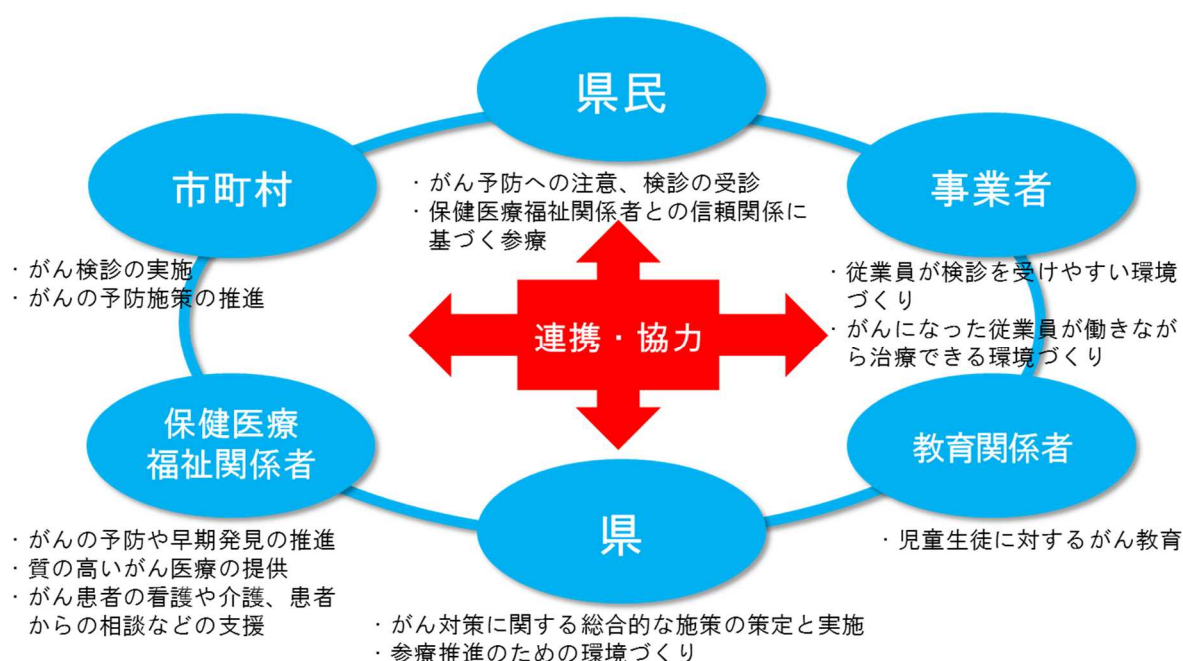 県民
・がん予防への注意、検診の受診
・保健医療福祉関係者との信頼関係に
基づく参療
市町村
・がん検診の実施
・がんの予防施策の推進
事業者
・従業員が検診を受けやすい環境
づくり
・がんになった従業員が働きなが
ら治療できる環境づくり
連携・協力
保健医療
福祉関係者
・がんの予防や早期発見の推進
・質の高いがん医療の提供
・がん患者の看護や介護、患者
からの相談などの支援
県
・がん対策に関する総合的な施策の策定と実施
・参療推進のための環境づくり
教育関係者
・児童生徒に対するがん教育